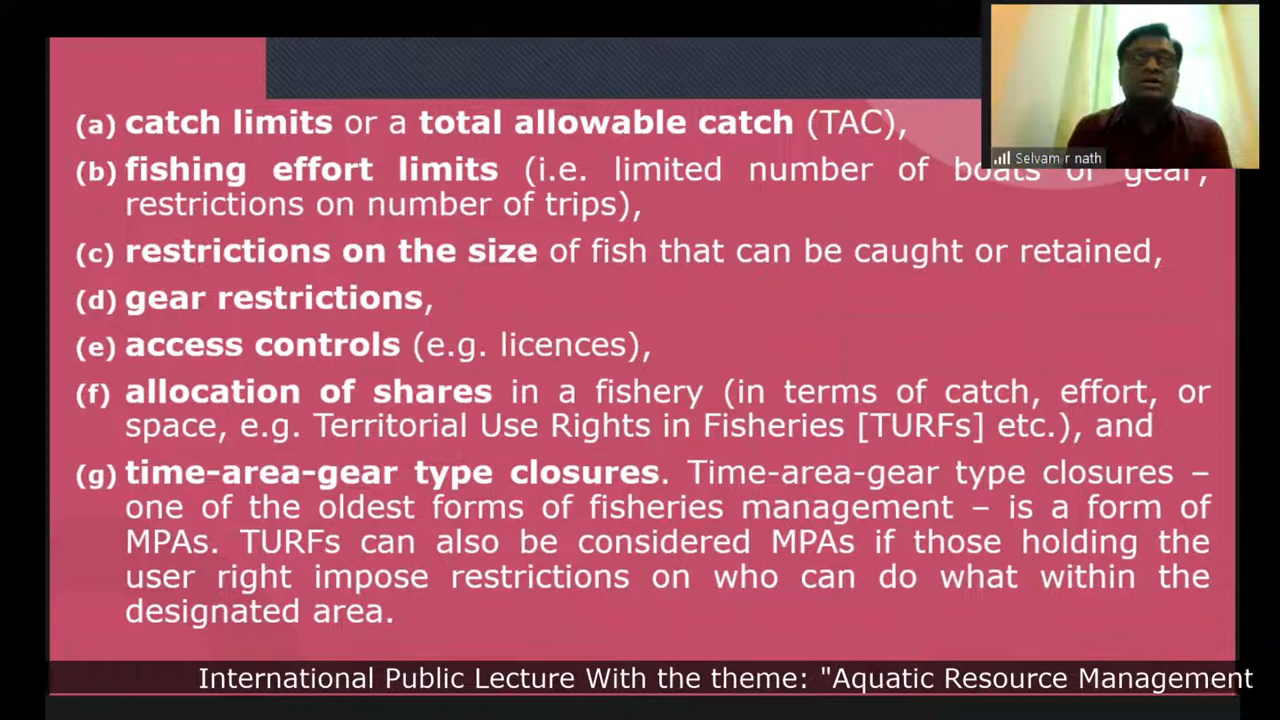 (a) catch limits or a total allowable catch (TAC),
(b) fishing effort limits (i.e. limited number of boats or gear,
restrictions on number of trips),
(c) restrictions on the size of fish that can be caught or retained,
(d) gear restrictions,
(e) access controls (e.g. licences),
(f) allocation of shares in a fishery (in terms of catch, effort, or
space, e.g. Territorial Use Rights in Fisheries [TURFs] etc.), and
(g) time-area-gear type closures. Time-area-gear type closures –
one of the oldest forms of fisheries management – is a form of
MPAs. TURFs can also be considered MPAs if those holding the
user right impose restrictions on who can do what within the
designated area.
Selvam r nath
International Public Lecture With the theme: "Aquatic Resource Management